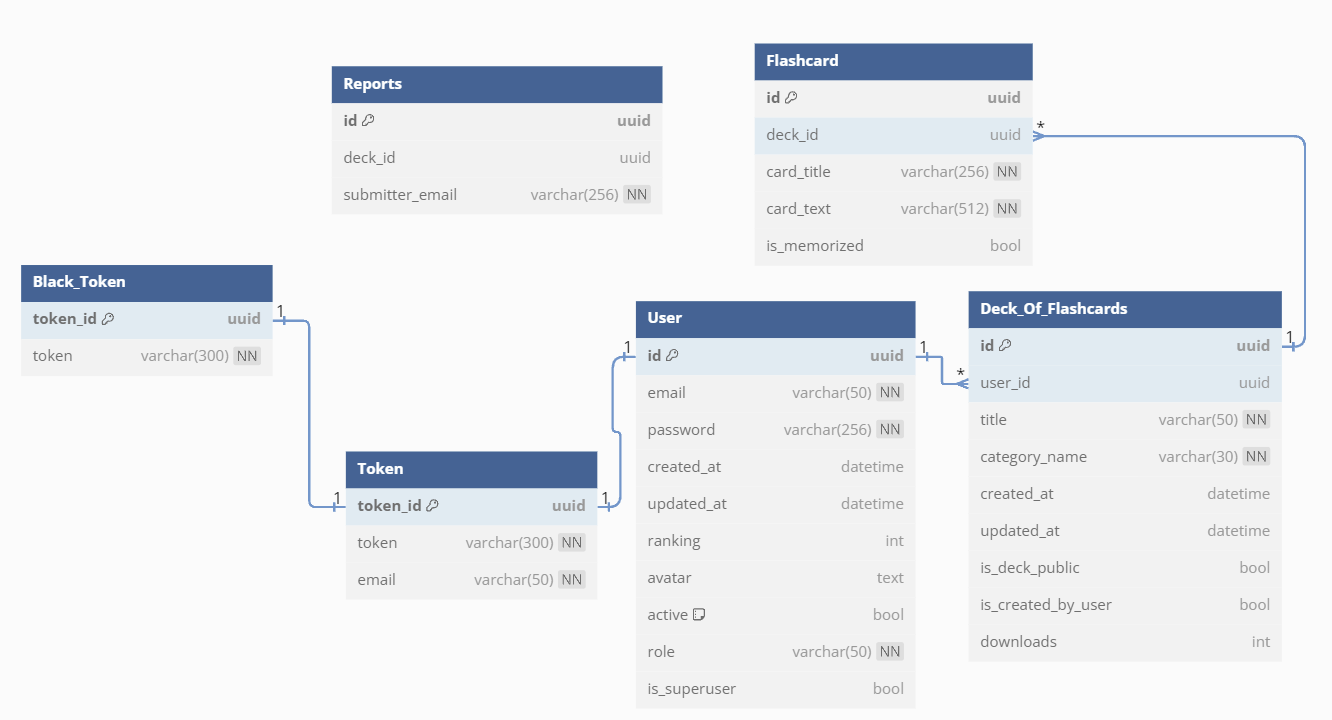 Reports
id uuid
deck_id uuid
submitter_email varchar(256) NN
Flashcard
id uuid
deck_id uuid
card_title varchar(256) NN
card_text varchar(512) NN
is_memorized bool
*
1
Black_Token
token_id uuid
token varchar(300) NN
1
1
Token
token_id uuid
token varchar(300) NN
email varchar(50) NN
1
1
User
id uuid
email varchar(50) NN
password varchar(256) NN
created_at datetime
updated_at datetime
ranking int
avatar text
active bool
role varchar(50) NN
is_superuser bool
1
*
Deck_Of_Flashcards
id uuid
user_id uuid
title varchar(50) NN
category_name varchar(30) NN
created_at datetime
updated_at datetime
is_deck_public bool
is_created_by_user bool
downloads int